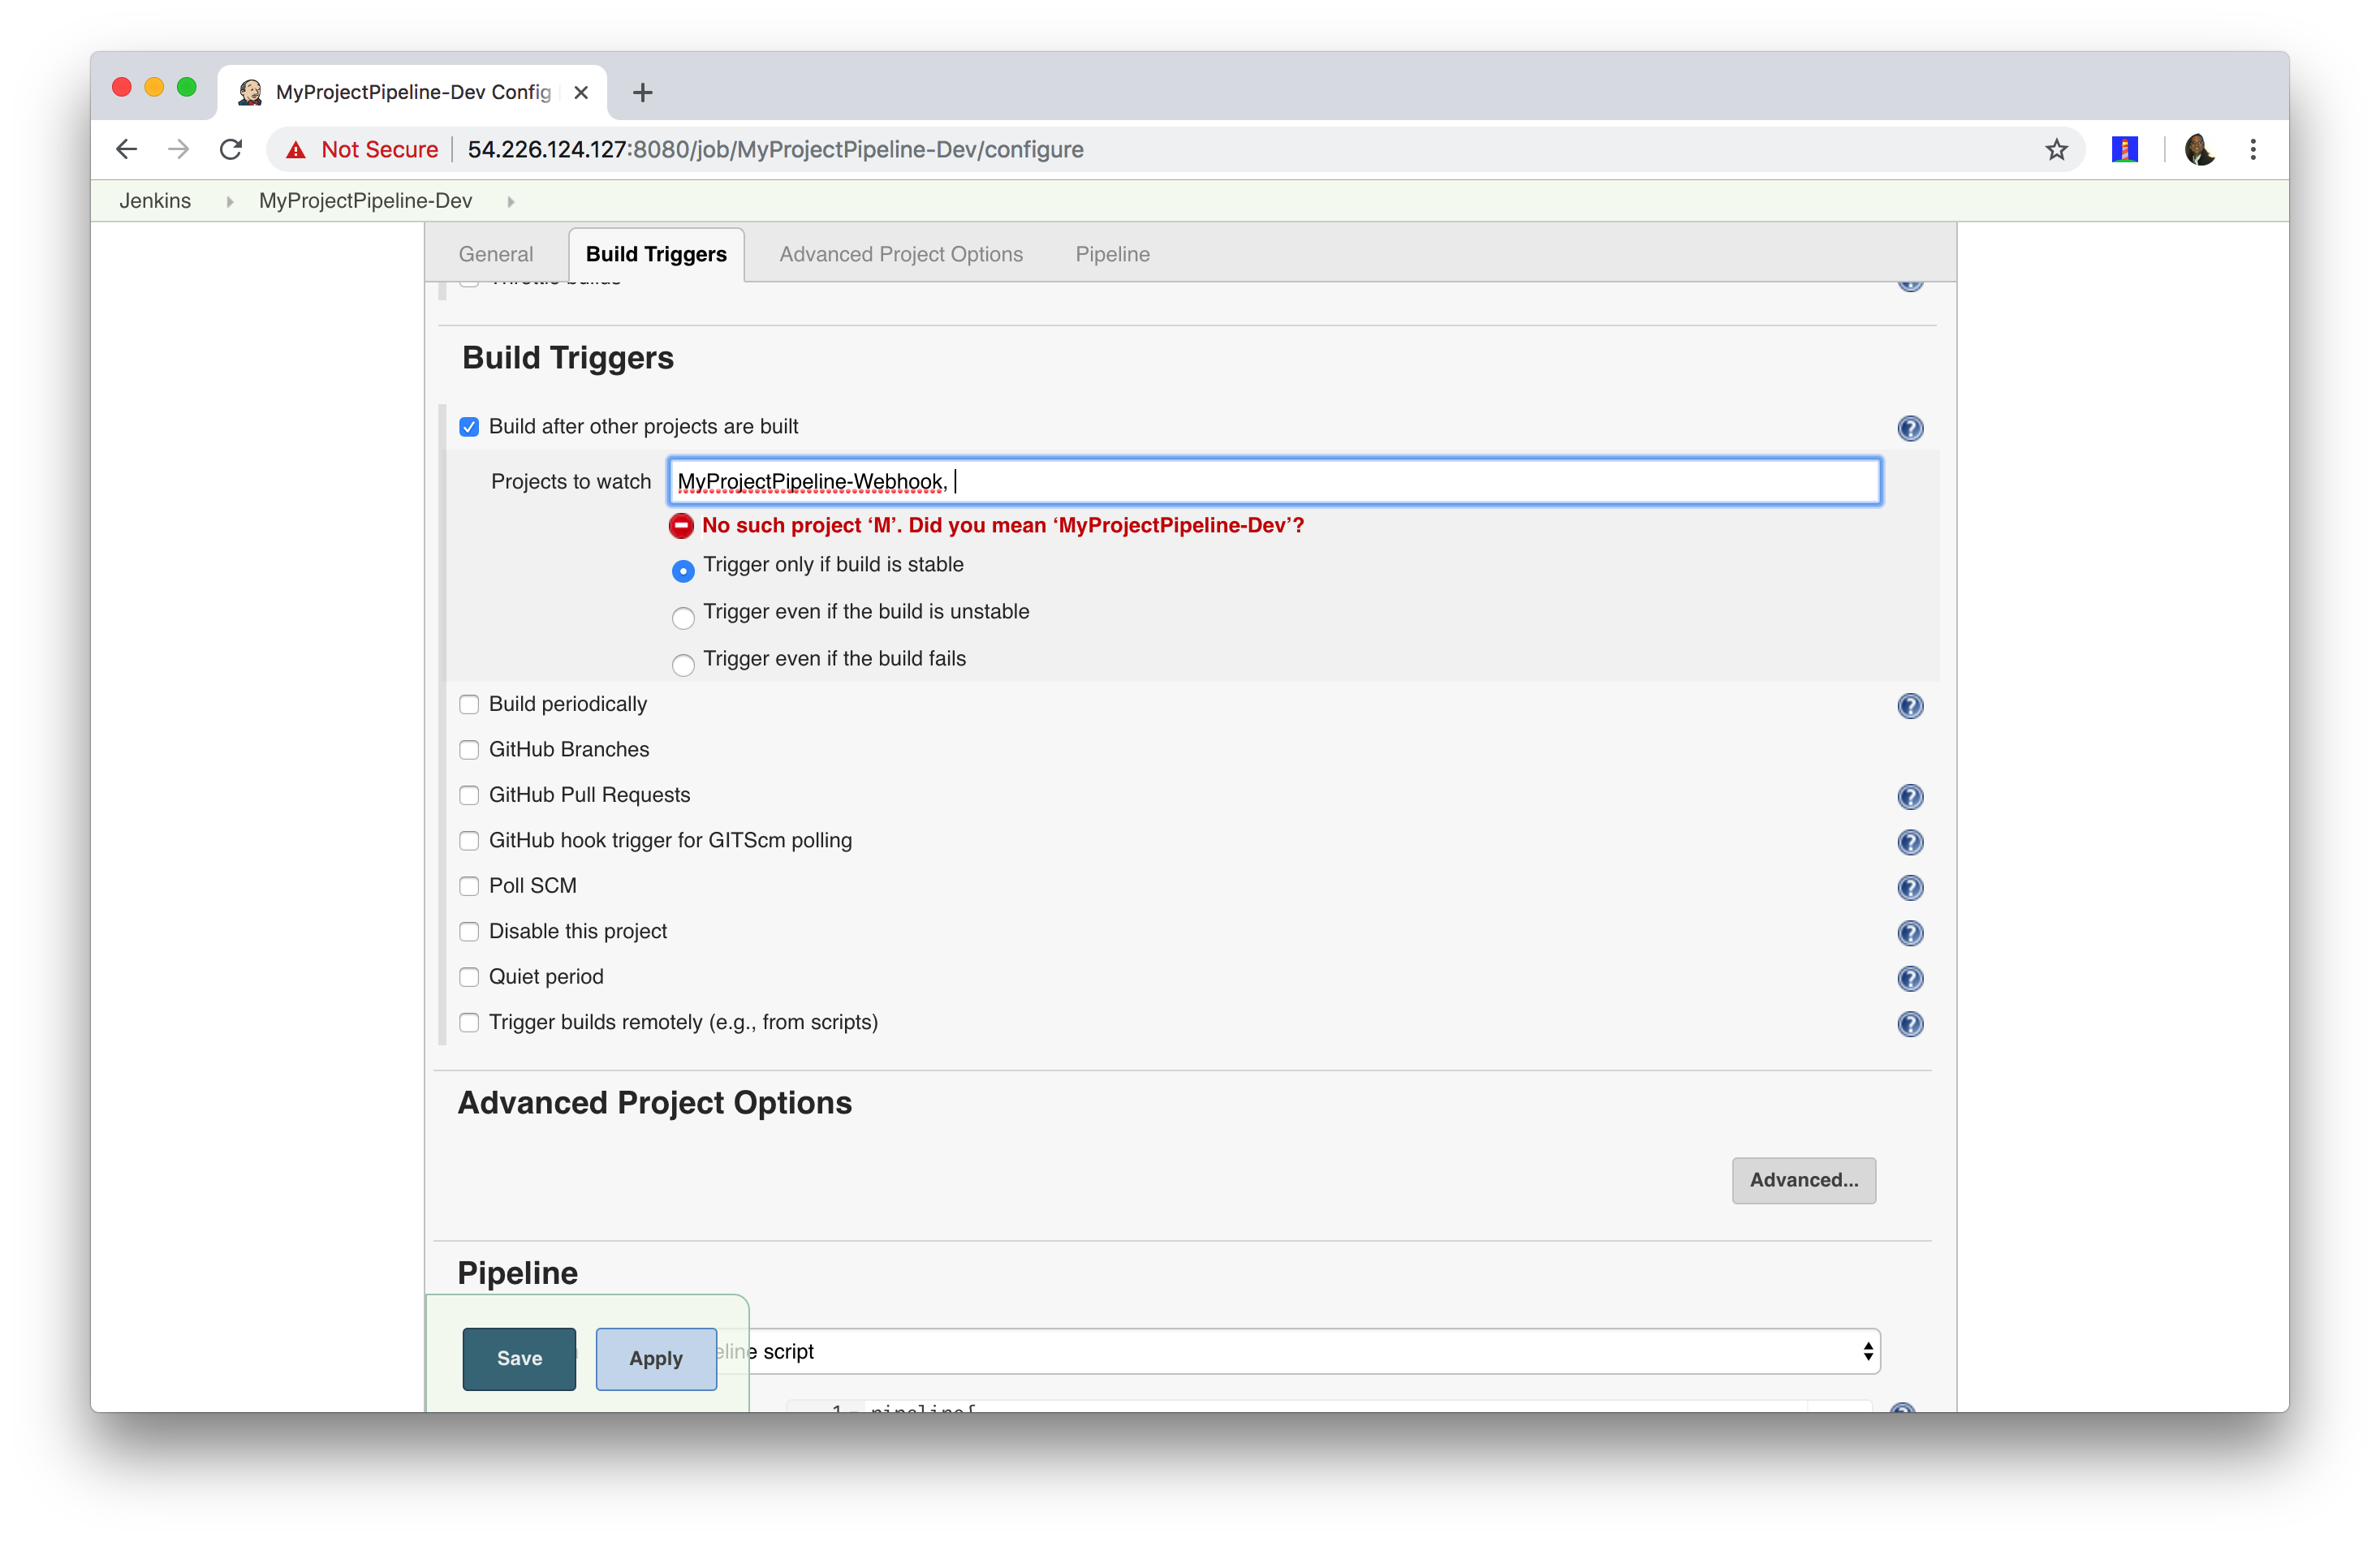 MyProjectPipeline-Dev Config
Not Secure 54.226.124.127:8080/job/MyProjectPipeline-Dev/configure
Jenkins MyProjectPipeline-Dev
General Build Triggers Advanced Project Options Pipeline
Throttle builds
Build Triggers
Build after other projects are built
Projects to watch MyProjectPipeline-Webhook,
No such project ‘M’. Did you mean ‘MyProjectPipeline-Dev’?
Trigger only if build is stable
Trigger even if the build is unstable
Trigger even if the build fails
Build periodically
GitHub Branches
GitHub Pull Requests
GitHub hook trigger for GITScm polling
Poll SCM
Disable this project
Quiet period
Trigger builds remotely (e.g., from scripts)
Advanced Project Options
Advanced...
Pipeline
Save Apply eline script
1 pipeline{